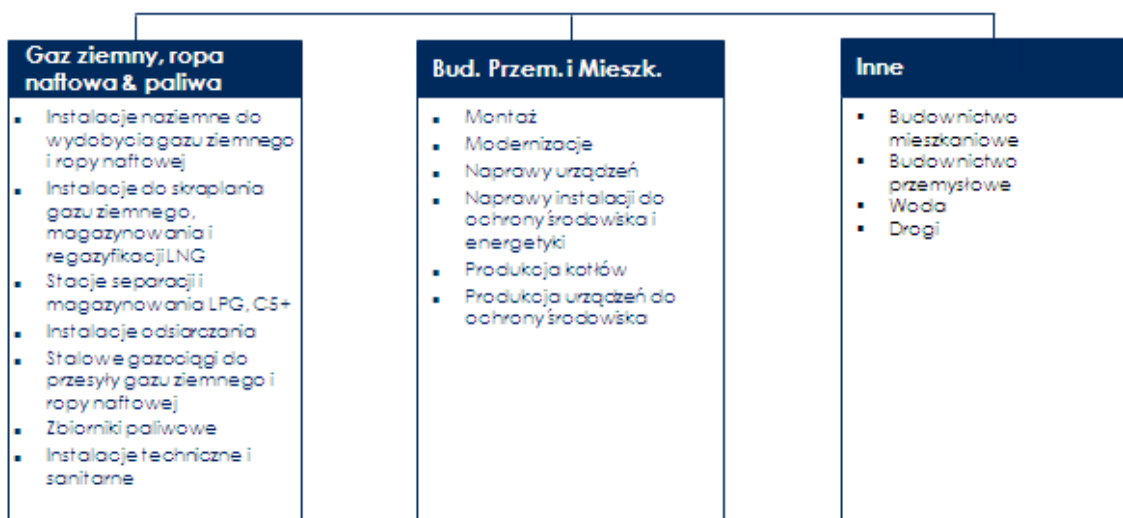 Gaz ziemny, ropa
naftowa & paliwa
▪ Instalacje naziemne do
wydobycia gazu ziemnego
i ropy naftowej
▪ Instalacje do skraplania
gazu ziemnego,
magazynowania i
regazyfikacji LNG
▪ Stacje separacji i
magazynowania LPG, C5+
▪ Instalacje odsiarczania
▪ Stalowe gazociągi do
przesyły gazu ziemnego i
ropy naftowej
▪ Zbiorniki paliwowe
▪ Instalacje techniczne i
sanitarne
Bud. Przem. i Mieszk.
▪ Montaż
▪ Modernizacje
▪ Naprawy urządzeń
▪ Naprawy instalacji do
ochrony środowiska i
energetyki
▪ Produkcja kotłów
▪ Produkcja urządzeń do
ochrony środowiska
Inne
▪ Budownictwo
mieszkaniowe
▪ Budownictwo
przemysłowe
▪ Woda
▪ Drogi